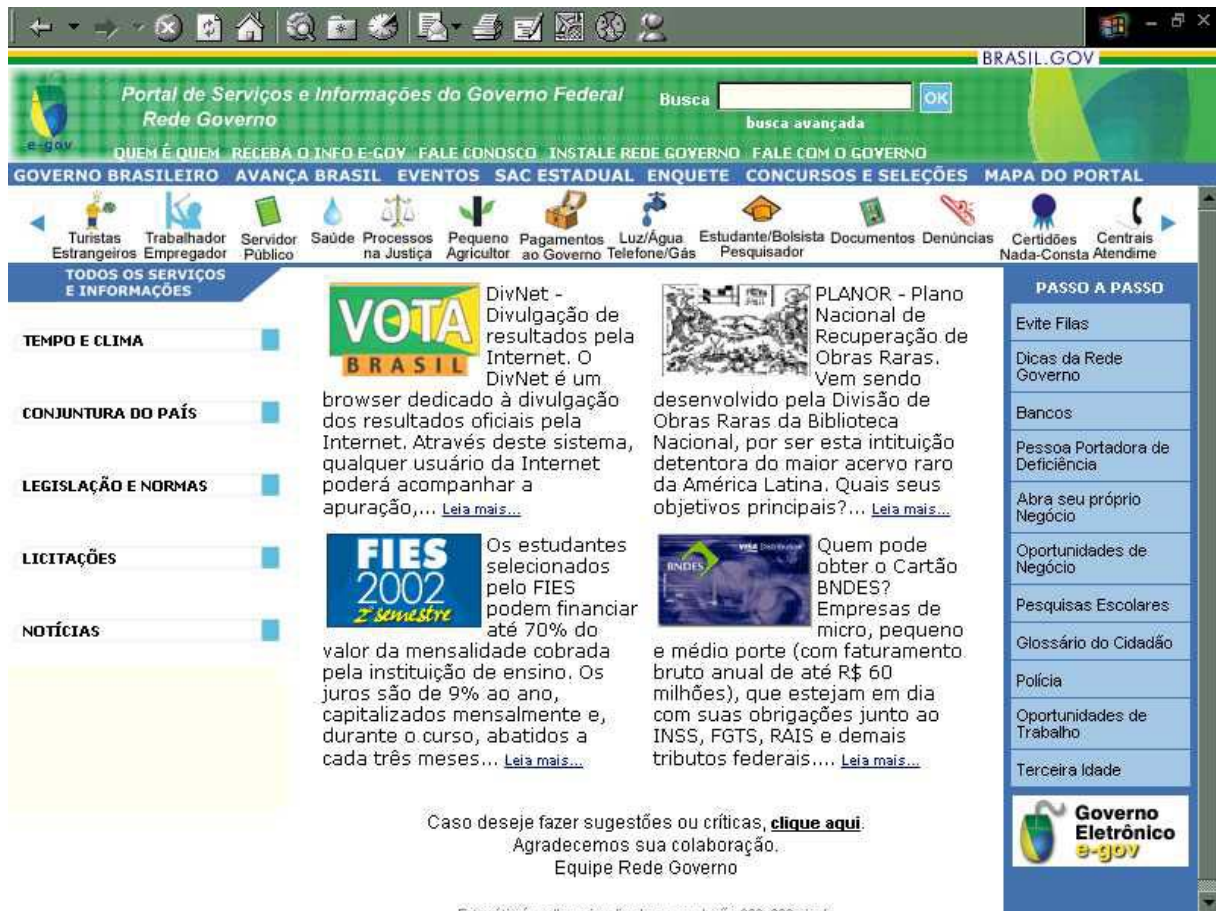 BRASIL.GOV
Portal de Serviços e Informações do Governo Federal
Rede Governo
Busca
OK
busca avançada
e-gov
QUEM É QUEM RECEBA O INFO E-GOV FALE CONOSCO INSTALE REDE GOVERNO FALE COM O GOVERNO
GOVERNO BRASILEIRO AVANÇA BRASIL EVENTOS SAC ESTADUAL ENQUETE CONCURSOS E SELEÇÕES MAPA DO PORTAL
Turistas
Estrangeiros
Trabalhador
Empregador
Servidor
Público
Saúde
Processos
na Justiça
Pequeno
Agricultor
Pagamentos
ao Governo
Luz/Água
Telefone/Gás
Estudante/Bolsista
Pesquisador
Documentos
Denúncias
Certidões
Nada-Consta
Centrais
Atendime
TODOS OS SERVIÇOS
E INFORMAÇÕES
TEMPO E CLIMA
CONJUNTURA DO PAÍS
LEGISLAÇÃO E NORMAS
LICITAÇÕES
NOTÍCIAS
VOTA
BRASIL
DivNet -
Divulgação de
resultados pela
Internet. O
DivNet é um
browser dedicado à divulgação
dos resultados oficiais pela
Internet. Através deste sistema,
qualquer usuário da Internet
poderá acompanhar a
apuração,... Leia mais...
PLANOR - Plano
Nacional de
Recuperação de
Obras Raras.
Vem sendo
desenvolvido pela Divisão de
Obras Raras da Biblioteca
Nacional, por ser esta intituição
detentora do maior acervo raro
da América Latina. Quais seus
objetivos principais?... Leia mais...
FIES
2002
2º semestre
Os estudantes
selecionados
pelo FIES
podem financiar
até 70% do
valor da mensalidade cobrada
pela instituição de ensino. Os
juros são de 9% ao ano,
capitalizados mensalmente e,
durante o curso, abatidos a
cada três meses... Leia mais...
BNDES
Quem pode
obter o Cartão
BNDES?
Empresas de
micro, pequeno
e médio porte (com faturamento
bruto anual de até R$ 60
milhões), que estejam em dia
com suas obrigações junto ao
INSS, FGTS, RAIS e demais
tributos federais.... Leia mais...
Caso deseje fazer sugestões ou críticas, clique aqui.
Agradecemos sua colaboração.
Equipe Rede Governo
PASSO A PASSO
Evite Filas
Dicas da Rede
Governo
Bancos
Pessoa Portadora de
Deficiência
Abra seu próprio
Negócio
Oportunidades de
Negócio
Pesquisas Escolares
Glossário do Cidadão
Polícia
Oportunidades de
Trabalho
Terceira Idade
Governo
Eletrônico
e-gov